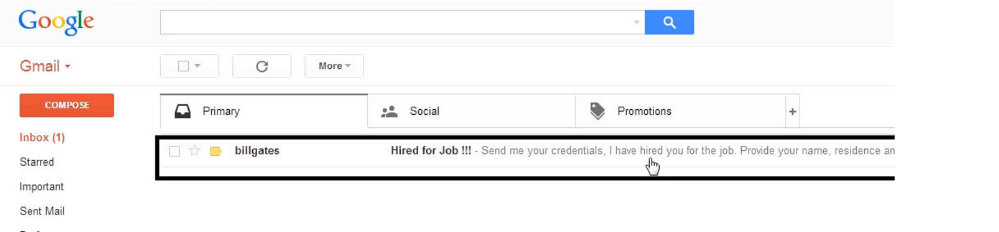 Google
Gmail
More
COMPOSE
Primary
Social
Promotions
+
Inbox (1)
billgates
Hired for Job !!! - Send me your credentials, I have hired you for the job. Provide your name, residence an
Starred
Important
Sent Mail